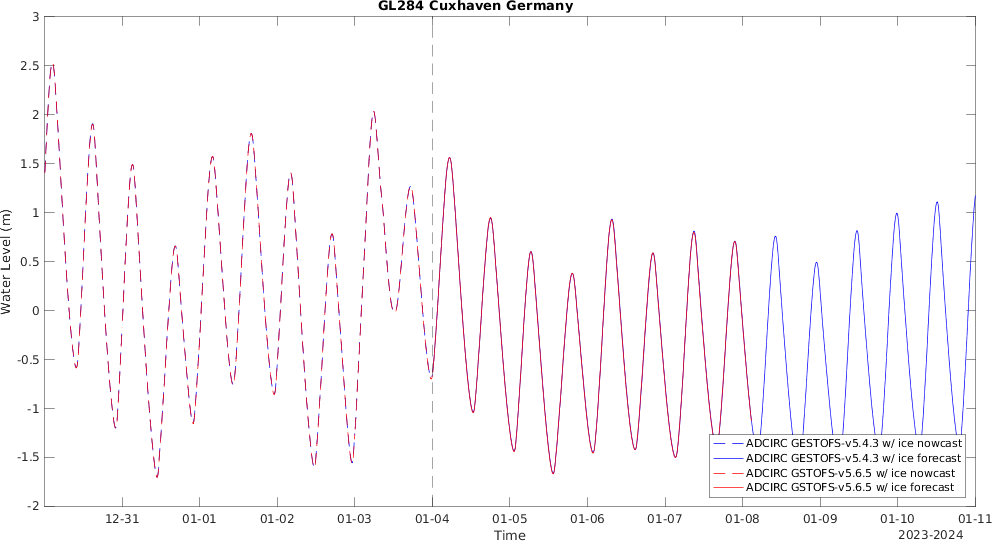 GL284 Cuxhaven Germany
3
2.5
2
1.5
1
0.5
0
-0.5
-1
-1.5
-2
Water Level (m)
ADCIRC GESTOFS-v5.4.3 w/ ice nowcast
ADCIRC GESTOFS-v5.4.3 w/ ice forecast
ADCIRC GSTOFS-v5.6.5 w/ ice nowcast
ADCIRC GSTOFS-v5.6.5 w/ ice forecast
12-31 01-01 01-02 01-03 01-04 01-05 01-06 01-07 01-08 01-09 01-10 01-11
Time
2023-2024